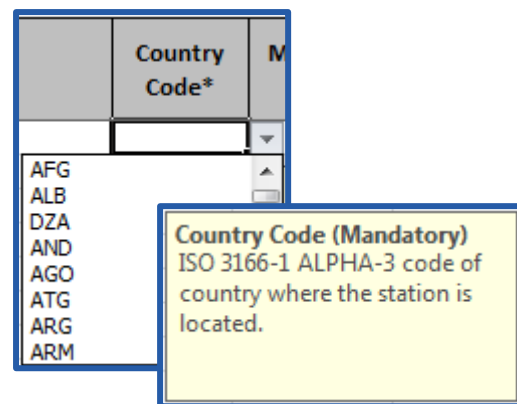 Country
Code*
M
AFG
ALB
DZA
AND
AGO
ATG
ARG
ARM
Country Code (Mandatory)
ISO 3166-1 ALPHA-3 code of
country where the station is
located.